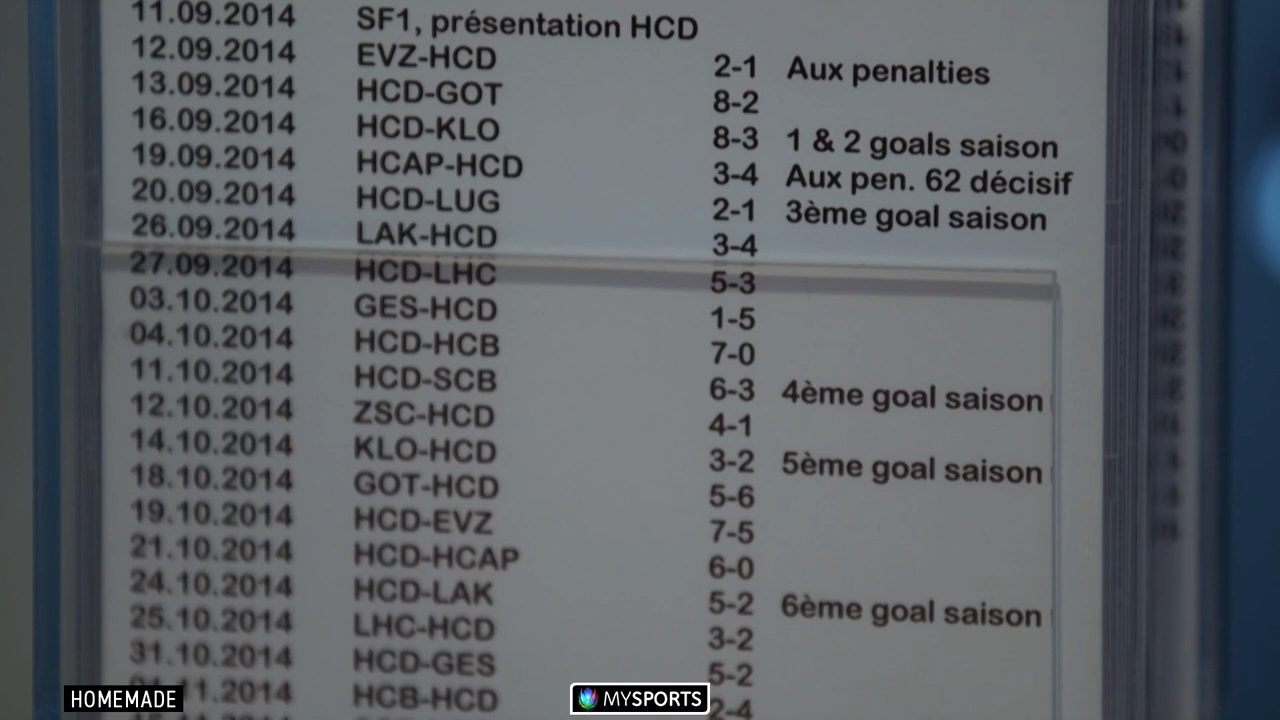 11.09.2014 SF1, présentation HCD
12.09.2014 EVZ-HCD 2-1 Aux penalties
13.09.2014 HCD-GOT 8-2
16.09.2014 HCD-KLO 8-3 1 & 2 goals saison
19.09.2014 HCAP-HCD 3-4 Aux pen. 62 décisif
20.09.2014 HCD-LUG 2-1 3ème goal saison
26.09.2014 LAK-HCD 3-4
27.09.2014 HCD-LHC 5-3
03.10.2014 GES-HCD 1-5
04.10.2014 HCD-HCB 7-0
11.10.2014 HCD-SCB 6-3 4ème goal saison
12.10.2014 ZSC-HCD 4-1
14.10.2014 KLO-HCD 3-2 5ème goal saison
18.10.2014 GOT-HCD 5-6
19.10.2014 HCD-EVZ 7-5
21.10.2014 HCD-HCAP 6-0
24.10.2014 HCD-LAK 5-2 6ème goal saison
25.10.2014 LHC-HCD 3-2
31.10.2014 HCD-GES 5-2
HCB-HCD 2-4
HOMEMADE
MYSPORTS